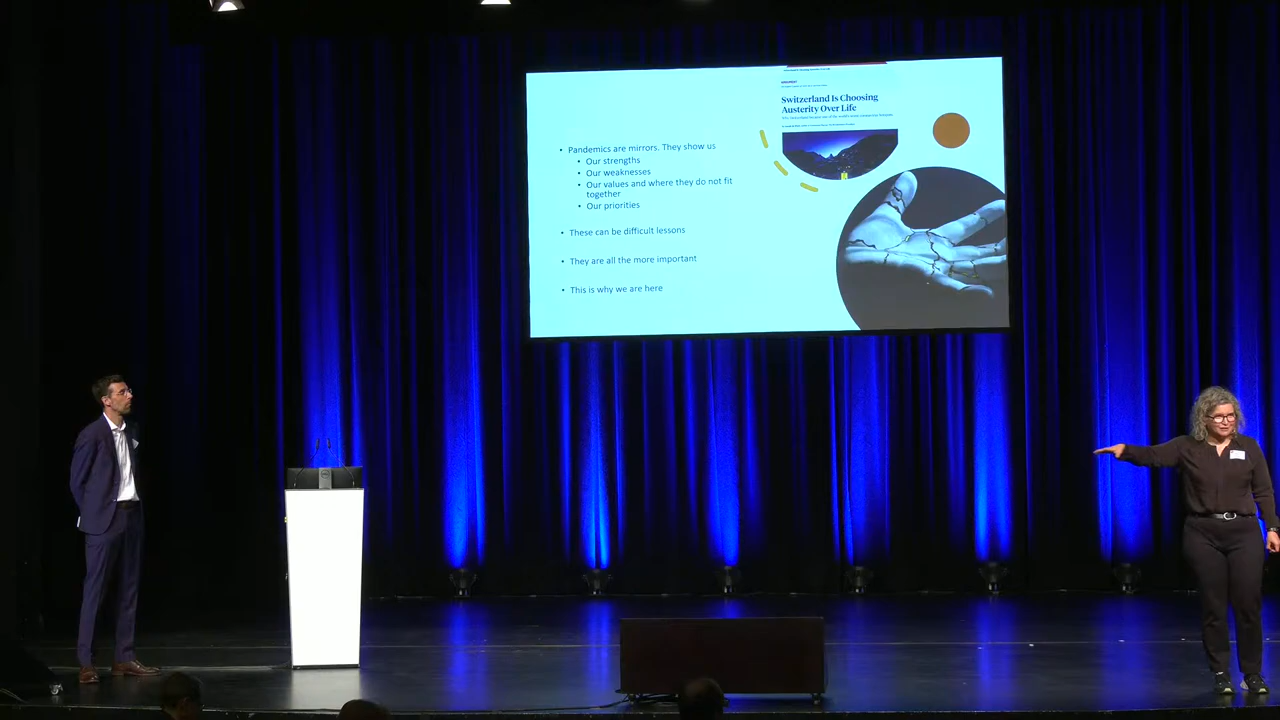 ARGUMENT
Switzerland Is Choosing
Austerity Over Life
• Pandemics are mirrors. They show us
• Our strengths
• Our weaknesses
• Our values and where they do not fit
together
• Our priorities
• These can be difficult lessons
• They are all the more important
• This is why we are here